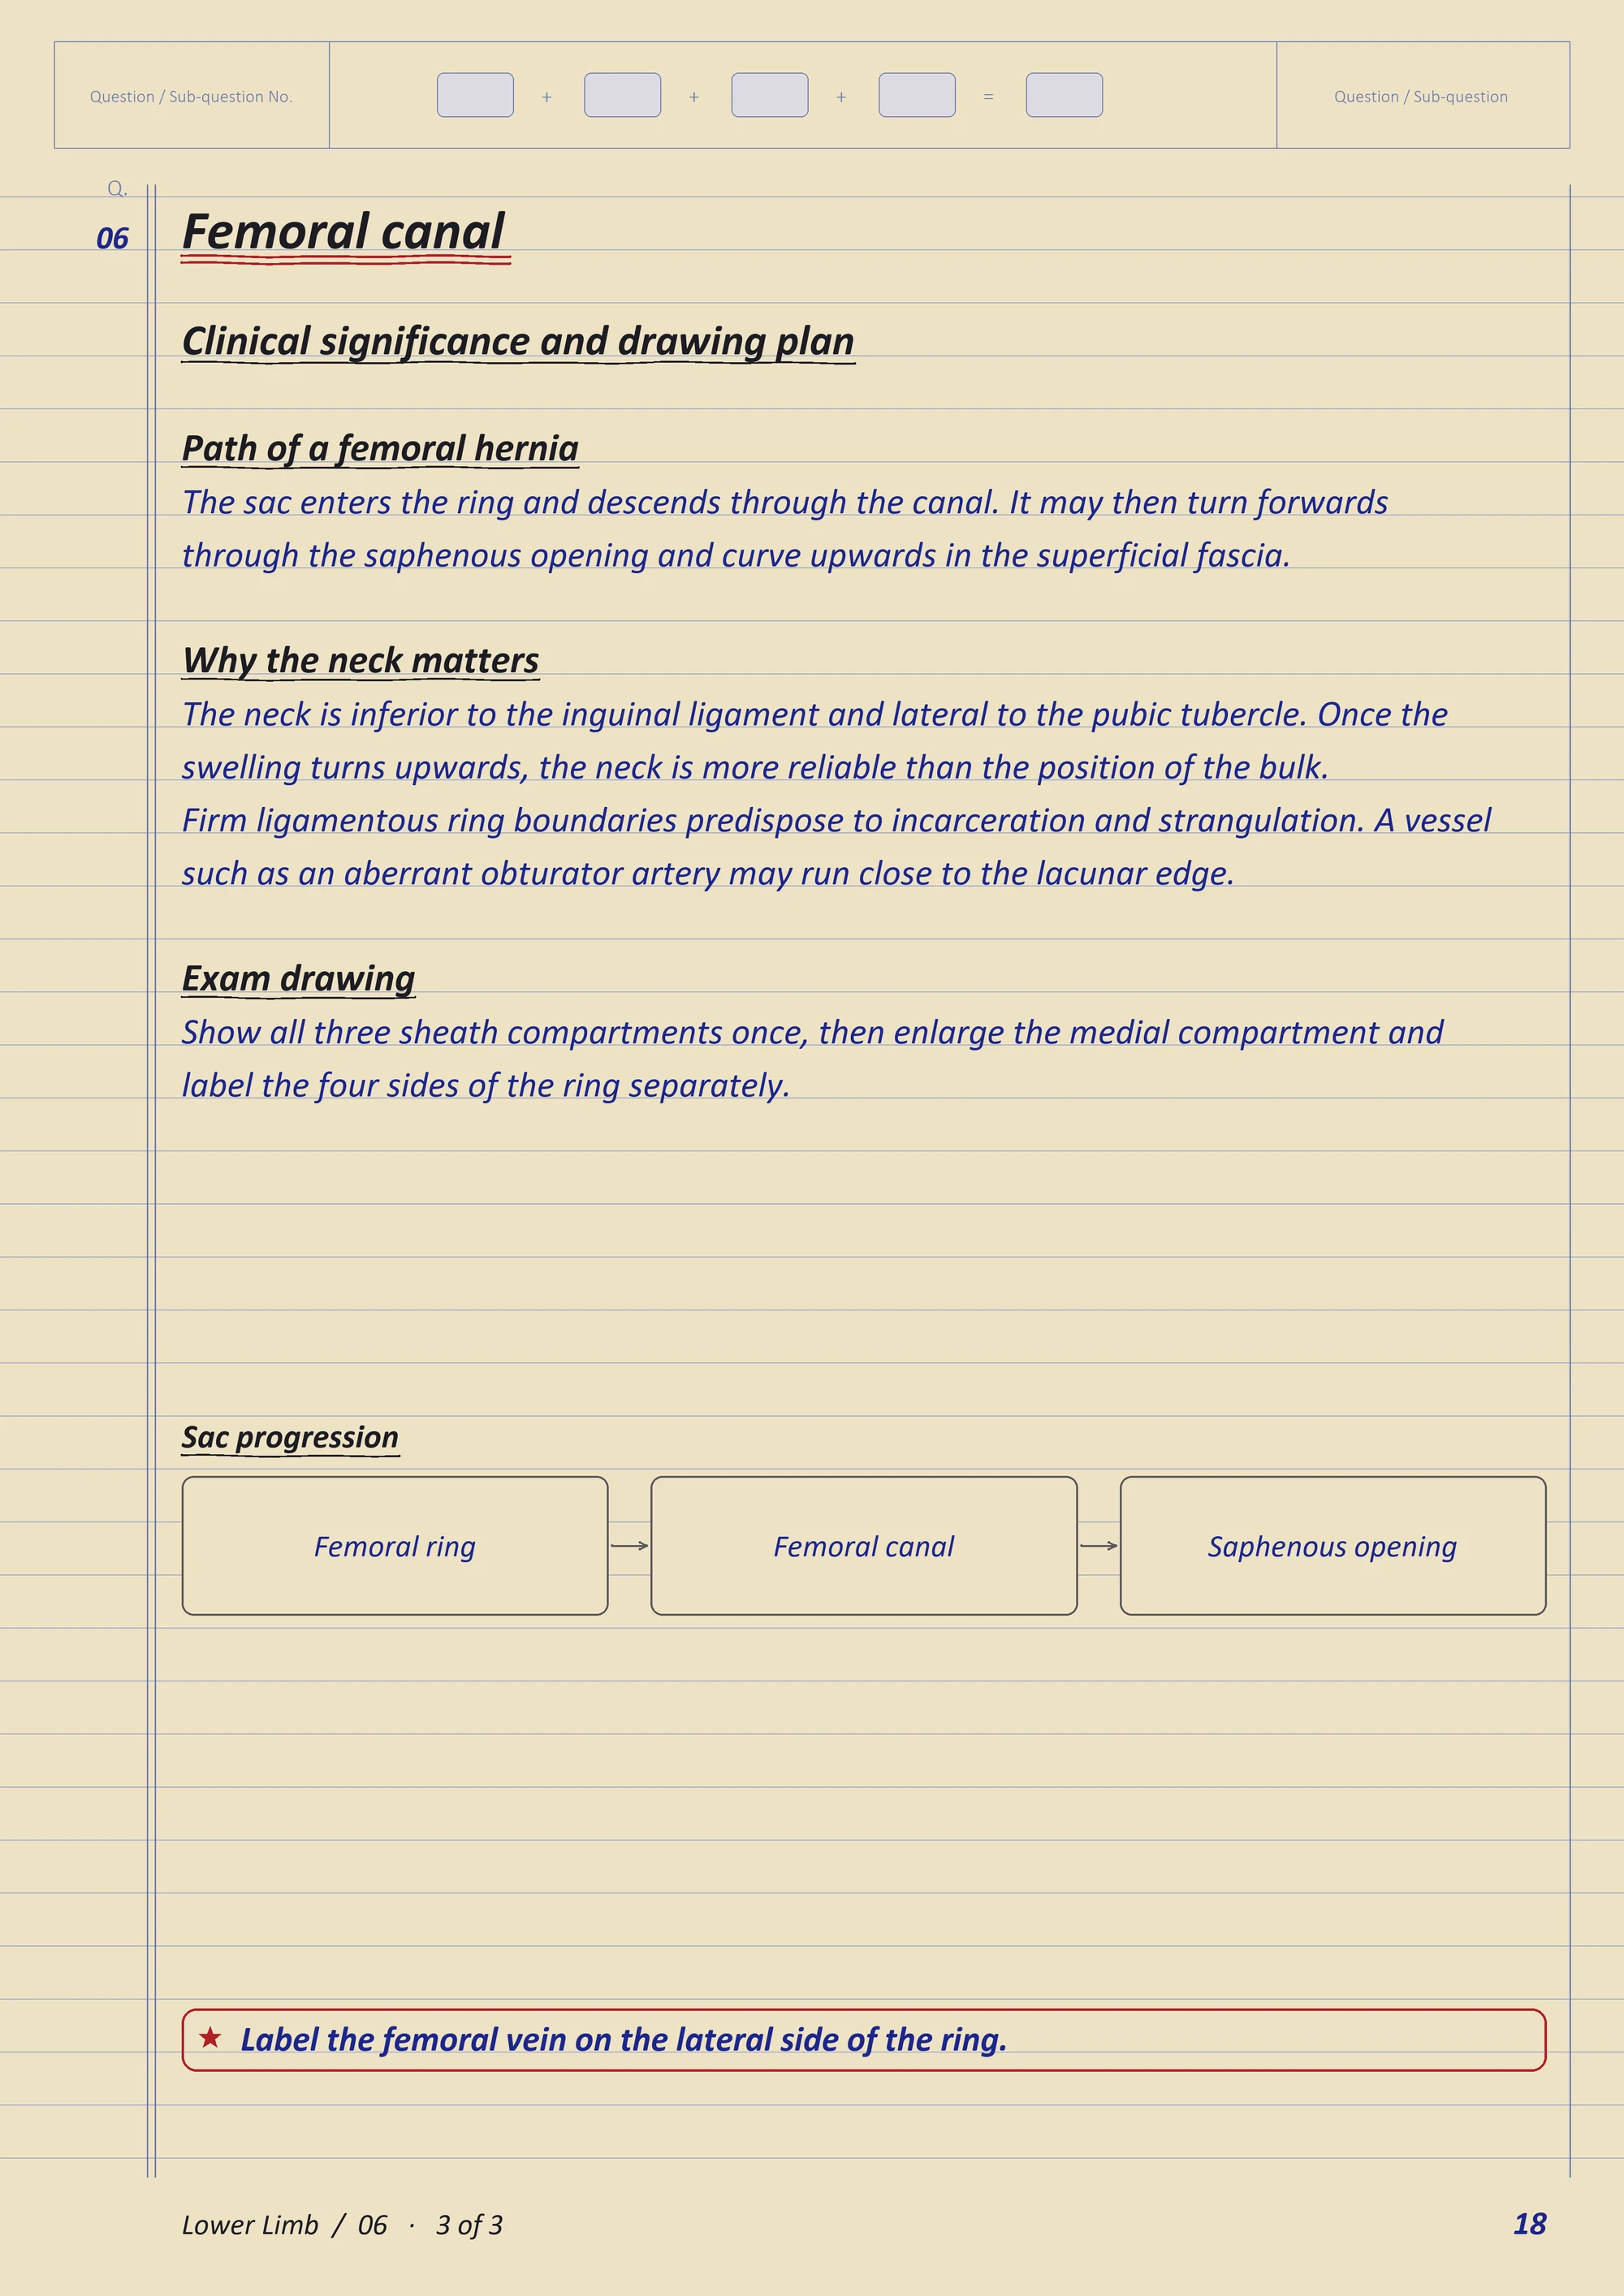 Question / Sub-question No.
+ + + =
Question / Sub-question
Q.
06
Femoral canal
Clinical significance and drawing plan
Path of a femoral hernia
The sac enters the ring and descends through the canal. It may then turn forwards
through the saphenous opening and curve upwards in the superficial fascia.
Why the neck matters
The neck is inferior to the inguinal ligament and lateral to the pubic tubercle. Once the
swelling turns upwards, the neck is more reliable than the position of the bulk.
Firm ligamentous ring boundaries predispose to incarceration and strangulation. A vessel
such as an aberrant obturator artery may run close to the lacunar edge.
Exam drawing
Show all three sheath compartments once, then enlarge the medial compartment and
label the four sides of the ring separately.
Sac progression
Femoral ring
Femoral canal
Saphenous opening
★ Label the femoral vein on the lateral side of the ring.
Lower Limb / 06 · 3 of 3
18